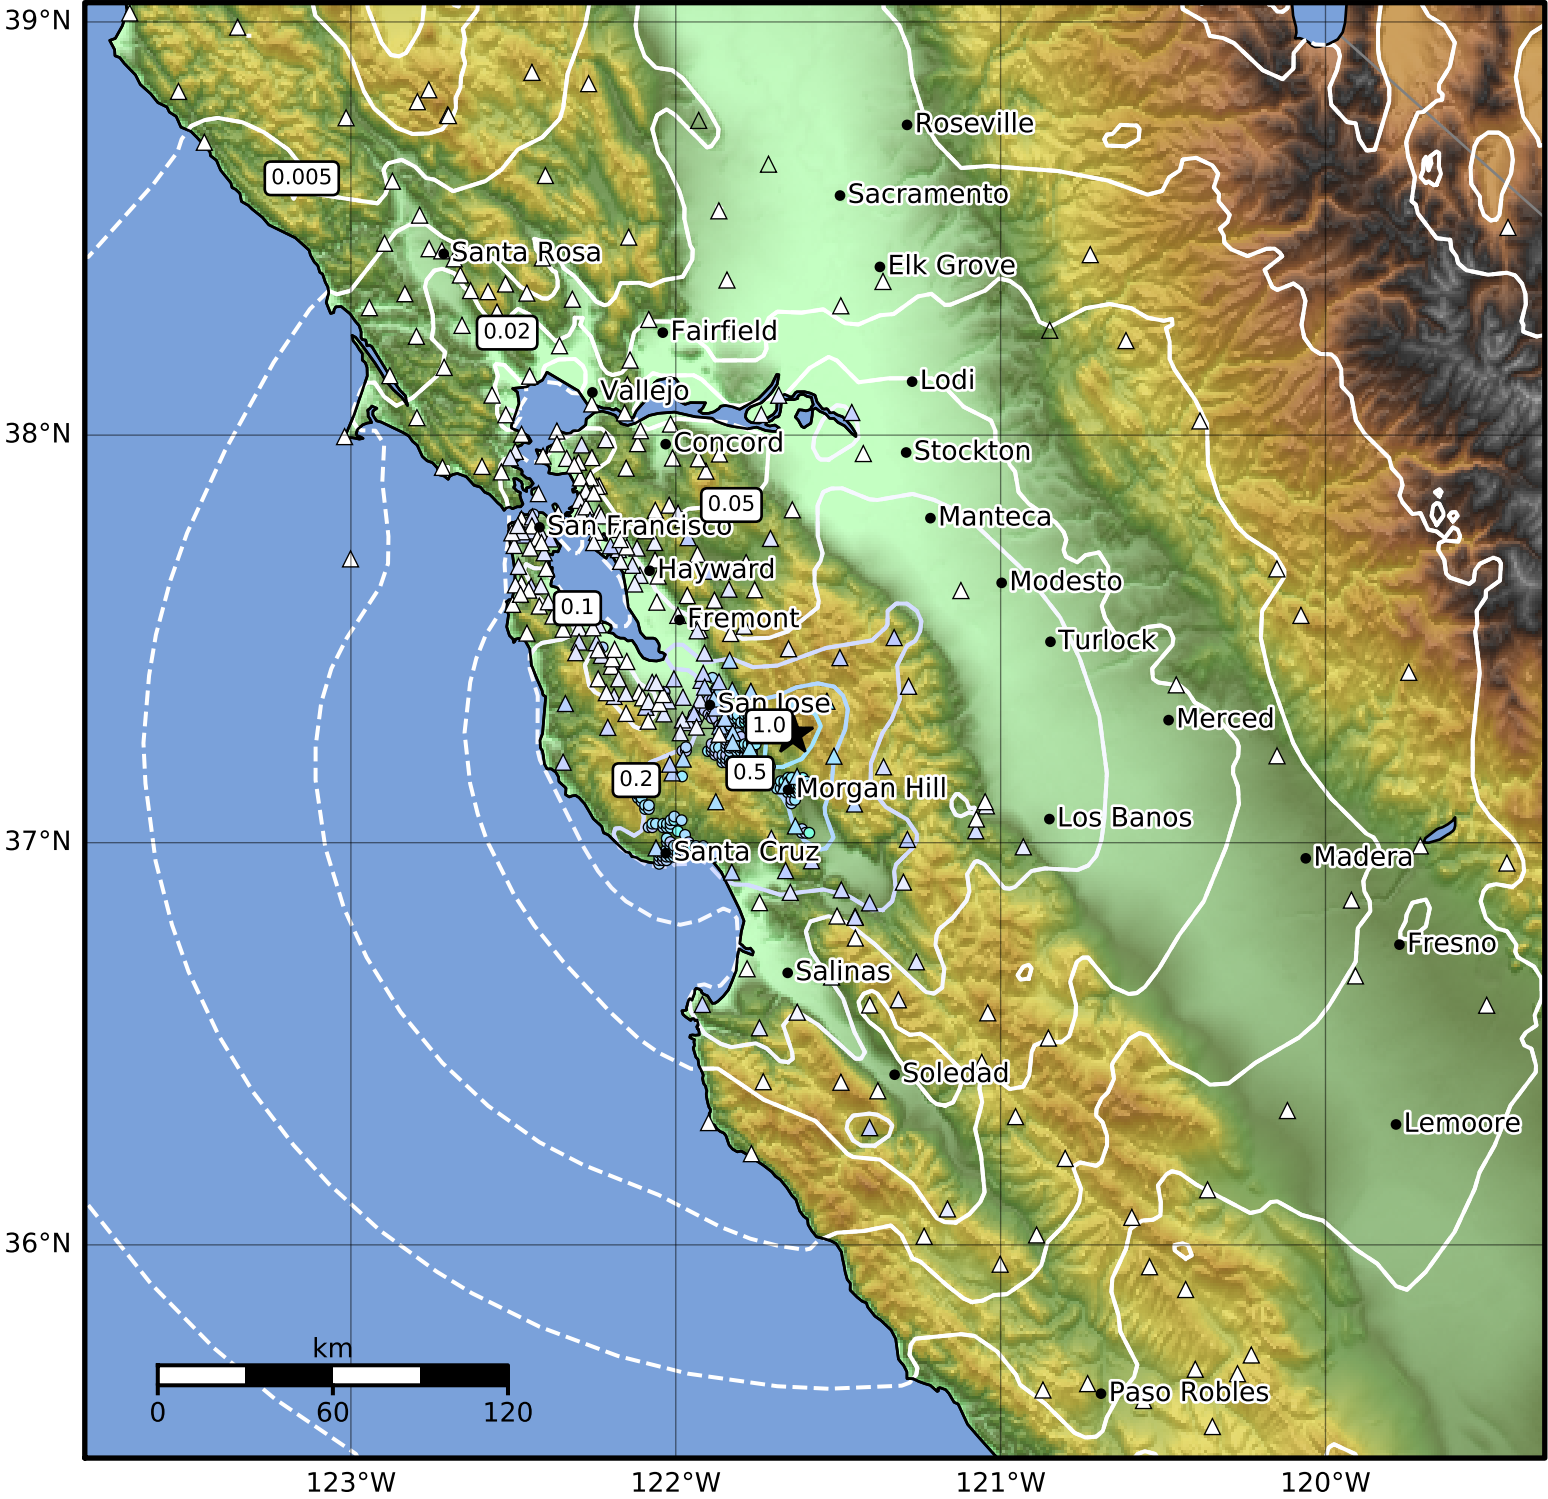 39°N
Roseville
0.005
Sacramento
Santa Rosa
Elk Grove
0.02
Fairfield
Lodi
Vallejo
38°N
Concord
Stockton
0.05
Manteca
San Francisco
Hayward
Modesto
0.1
Fremont
Turlock
San Jose
1.0
Merced
0.2
0.5
Morgan Hill
Los Banos
37°N
Santa Cruz
Madera
Fresno
Salinas
Soledad
Lemoore
36°N
km
0 60 120
Paso Robles
123°W 122°W 121°W 120°W